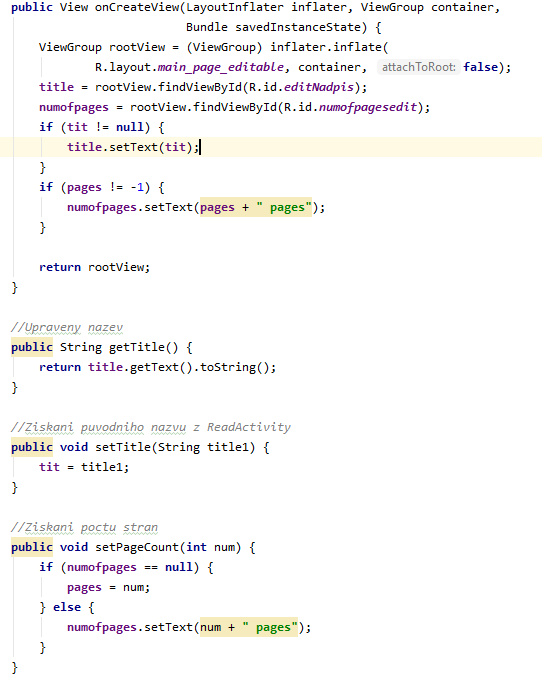 public View onCreateView(LayoutInflater inflater, ViewGroup container,
                         Bundle savedInstanceState) {
    ViewGroup rootView = (ViewGroup) inflater.inflate(
            R.layout.main_page_editable, container, attachToRoot: false);
    title = rootView.findViewById(R.id.editNadpis);
    numofpages = rootView.findViewById(R.id.numofpagesedit);
    if (tit != null) {
        title.setText(tit);
    }
    if (pages != -1) {
        numofpages.setText(pages + " pages");
    }

    return rootView;
}

//Upraveny nazev
public String getTitle() {
    return title.getText().toString();
}

//Ziskani puvodniho nazvu z ReadActivity
public void setTitle(String title1) {
    tit = title1;
}

//Ziskani poctu stran
public void setPageCount(int num) {
    if (numofpages == null) {
        pages = num;
    } else {
        numofpages.setText(num + " pages");
    }
}